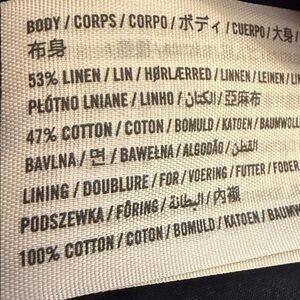 BODY / CORPS / CORPO / ボディ / CUERPO / 大身 /
布身
53% LINEN / LIN / HØRLÆRRED / LINNEN / LEINEN / LIN
PŁÓTNO LNIANE / LINHO / الكتان / 亞麻布
47% COTTON / COTON / BOMULD / KATOEN / BAUMWOLL
BAVLNA / 면 / BAWEŁNA / ALGODÃO / القطن
LINING / DOUBLURE / FOR / VOERING / FUTTER / FODER
PODSZEWKA / FÔRING / البطانة / 內襯
100% COTTON / COTON / BOMULD / KATOEN / BAUMW